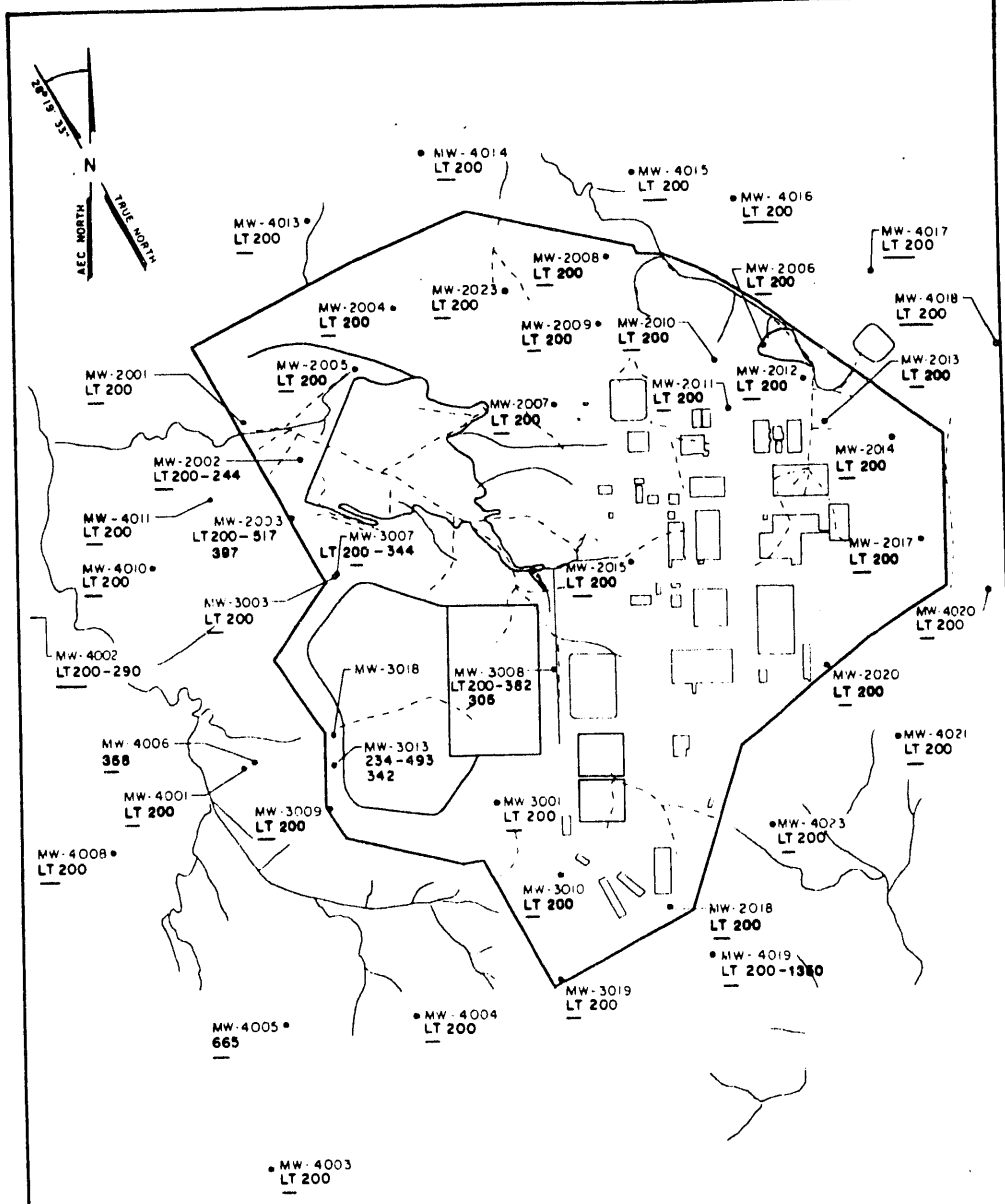 28° 19' 33"
N
AEC NORTH
TRUE NORTH
MW-4014
LT 200
MW-4015
LT 200
MW-4016
LT 200
MW-4013
LT 200
MW-4017
LT 200
MW-2008
LT 200
MW-2006
LT 200
MW-2023
LT 200
MW-4018
LT 200
MW-2004
LT 200
MW-2009
LT 200
MW-2010
LT 200
MW-2005
LT 200
MW-2013
LT 200
MW-2001
LT 200
MW-2012
LT 200
MW-2011
LT 200
MW-2007
LT 200
MW-2014
LT 200
MW-2002
LT200-244
MW-4011
LT 200
MW-2003
LT200-517
397
MW-3007
LT 200-344
MW-2017
LT 200
MW-4010
LT 200
MW-2015
LT 200
MW-3003
LT 200
MW-4020
LT 200
MW-4002
LT200-290
MW-3018
MW-3008
LT200-382
305
MW-2020
LT 200
MW-4006
358
MW-3013
234-493
342
MW-4021
LT 200
MW-4001
LT 200
MW-3009
LT 200
MW-3001
LT 200
MW-4023
LT 200
MW-4008
LT 200
MW-3010
LT 200
MW-2018
LT 200
MW-4019
LT 200-1350
MW-3019
LT 200
MW-4005
665
MW-4004
LT 200
MW-4003
LT 200